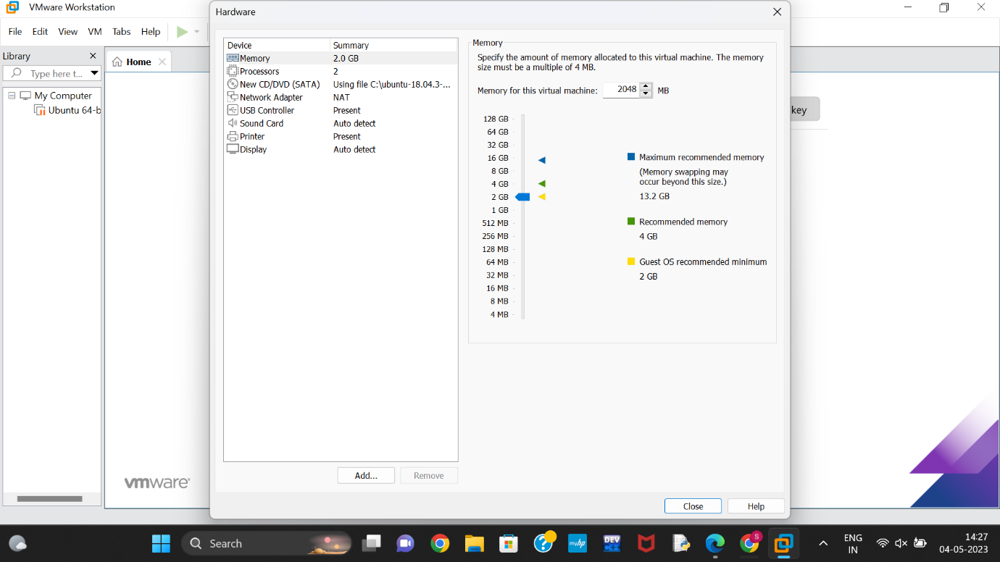 VMware Workstation
File Edit View VM Tabs Help
Library
Type here t...
My Computer
Ubuntu 64-b
Home
vmware
Hardware
Device Summary
Memory 2.0 GB
Processors 2
New CD/DVD (SATA) Using file C:\ubuntu-18.04.3-...
Network Adapter NAT
USB Controller Present
Sound Card Auto detect
Printer Present
Display Auto detect
Add... Remove
Memory
Specify the amount of memory allocated to this virtual machine. The memory
size must be a multiple of 4 MB.
Memory for this virtual machine: 2048 MB
128 GB
64 GB
32 GB
16 GB
8 GB
4 GB
2 GB
1 GB
512 MB
256 MB
128 MB
64 MB
32 MB
16 MB
8 MB
4 MB
Maximum recommended memory
(Memory swapping may
occur beyond this size.)
13.2 GB
Recommended memory
4 GB
Guest OS recommended minimum
2 GB
Close Help
key
Search
myhp
DEV
S
ENG
IN
14:27
04-05-2023